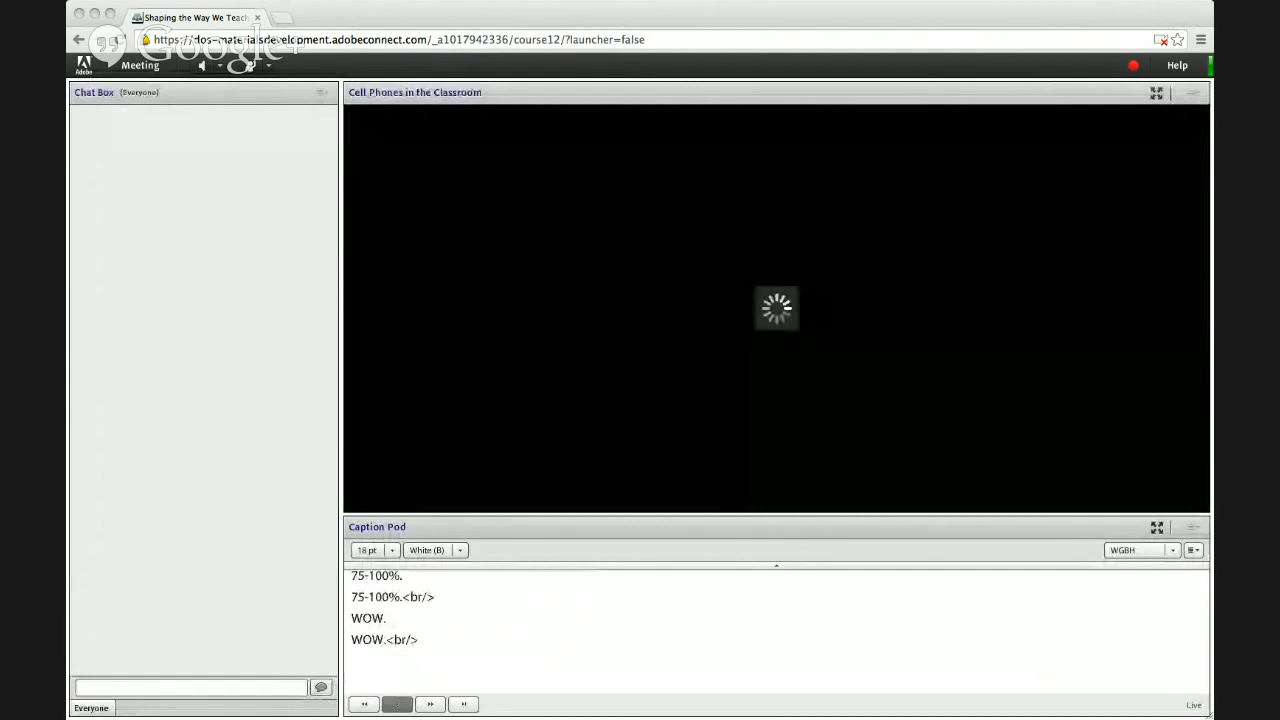 Shaping the Way We Teach
https://dos-materialsdevelopment.adobeconnect.com/_a1017942336/course12/?launcher=false
Google+
Adobe
Meeting
Help
Chat Box (Everyone)
Cell Phones in the Classroom
Caption Pod
18 pt
White (B)
WGBH
75-100%.
75-100%.<br/>
WOW.
WOW.<br/>
Everyone
Live